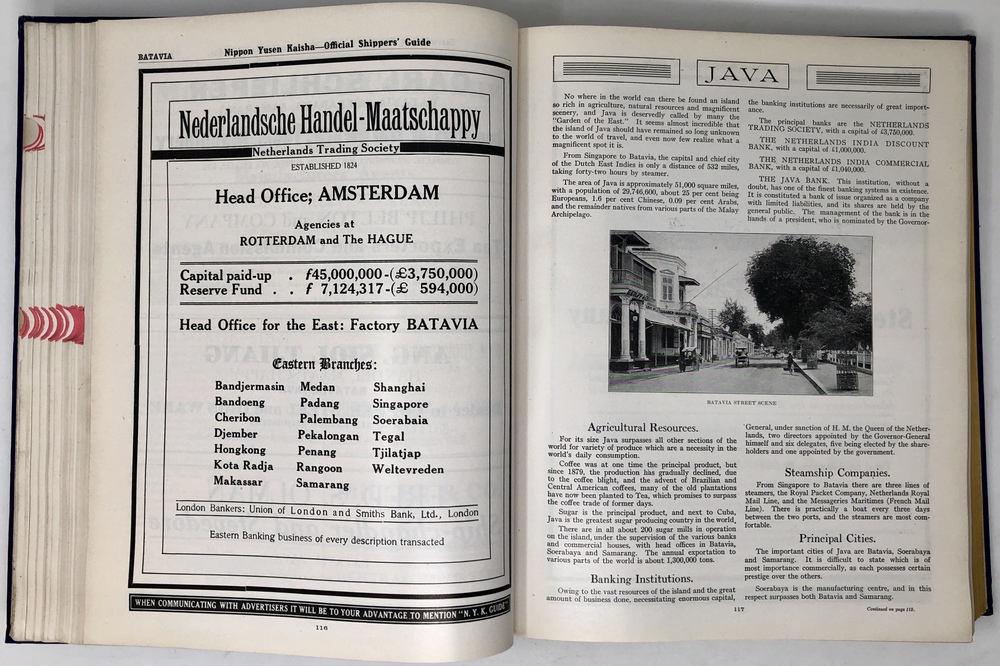 BATAVIA
Nippon Yusen Kaisha—Official Shippers' Guide
Nederlandsche Handel-Maatschappy
Netherlands Trading Society
ESTABLISHED 1824
Head Office; AMSTERDAM
Agencies at
ROTTERDAM and The HAGUE
Capital paid-up . f45,000,000-(£3,750,000)
Reserve Fund . . f 7,124,317-(£ 594,000)
Head Office for the East: Factory BATAVIA
Eastern Branches:
Bandjermasin Medan Shanghai
Bandoeng Padang Singapore
Cheribon Palembang Soerabaia
Djember Pekalongan Tegal
Hongkong Penang Tjilatjap
Kota Radja Rangoon Weltevreden
Makassar Samarang
London Bankers: Union of London and Smiths Bank, Ltd., London
Eastern Banking business of every description transacted
WHEN COMMUNICATING WITH ADVERTISERS IT WILL BE TO YOUR ADVANTAGE TO MENTION "N. Y. K. GUIDE"
116
JAVA
No where in the world can there be found an island
so rich in agriculture, natural resources and magnificent
scenery, and Java is deservedly called by many the
"Garden of the East." It seems almost incredible that
the island of Java should have remained so long unknown
to the world of travel, and even now few realize what a
magnificent spot it is.
From Singapore to Batavia, the capital and chief city
of the Dutch East Indies is only a distance of 532 miles,
taking forty-two hours by steamer.
The area of Java is approximately 51,000 square miles,
with a population of 29,746,600, about 25 per cent being
Europeans, 1.6 per cent Chinese, 0.09 per cent Arabs,
and the remainder natives from various parts of the Malay
Archipelago.
the banking institutions are necessarily of great import-
ance.
The principal banks are the NETHERLANDS
TRADING SOCIETY, with a capital of £3,750,000.
THE NETHERLANDS INDIA DISCOUNT
BANK, with a capital of £1,000,000.
THE NETHERLANDS INDIA COMMERCIAL
BANK, with a capital of £1,040,000.
THE JAVA BANK. This institution, without a
doubt, has one of the finest banking systems in existence.
It is constituted a bank of issue organized as a company
with limited liabilities, and its shares are held by the
general public. The management of the bank is in the
hands of a president, who is nominated by the Governor-
BATAVIA STREET SCENE
Agricultural Resources.
For its size Java surpasses all other sections of the
world for variety of produce which are a necessity in the
world's daily consumption.
Coffee was at one time the principal product, but
since 1879, the production has gradually declined, due
to the coffee blight, and the advent of Brazilian and
Central American coffees, many of the old plantations
have now been planted to Tea, which promises to surpass
the coffee trade of former days.
Sugar is the principal product, and next to Cuba,
Java is the greatest sugar producing country in the world,
There are in all about 200 sugar mills in operation
on the island, under the supervision of the various banks
and commercial houses, with head offices in Batavia,
Soerabaya and Samarang. The annual exportation to
various parts of the world is about 1,300,000 tons.
Banking Institutions.
Owing to the vast resources of the island and the great
amount of business done, necessitating enormous capital,
General, under sanction of H. M. the Queen of the Nether-
lands, two directors appointed by the Governor-General
himself and six delegates, five being elected by the share-
holders and one appointed by the government.
Steamship Companies.
From Singapore to Batavia there are three lines of
steamers, the Royal Packet Company, Netherlands Royal
Mail Line, and the Messageries Maritimes (French Mail
Line). There is practically a boat every three days
between the two ports, and the steamers are most com-
fortable.
Principal Cities.
The important cities of Java are Batavia, Soerabaya
and Samarang. It is difficult to state which is of
most importance commercially, as each possesses certain
prestige over the others.
Soerabaya is the manufacturing centre, and in this
respect surpasses both Batavia and Samarang.
117
Continued on page 119.